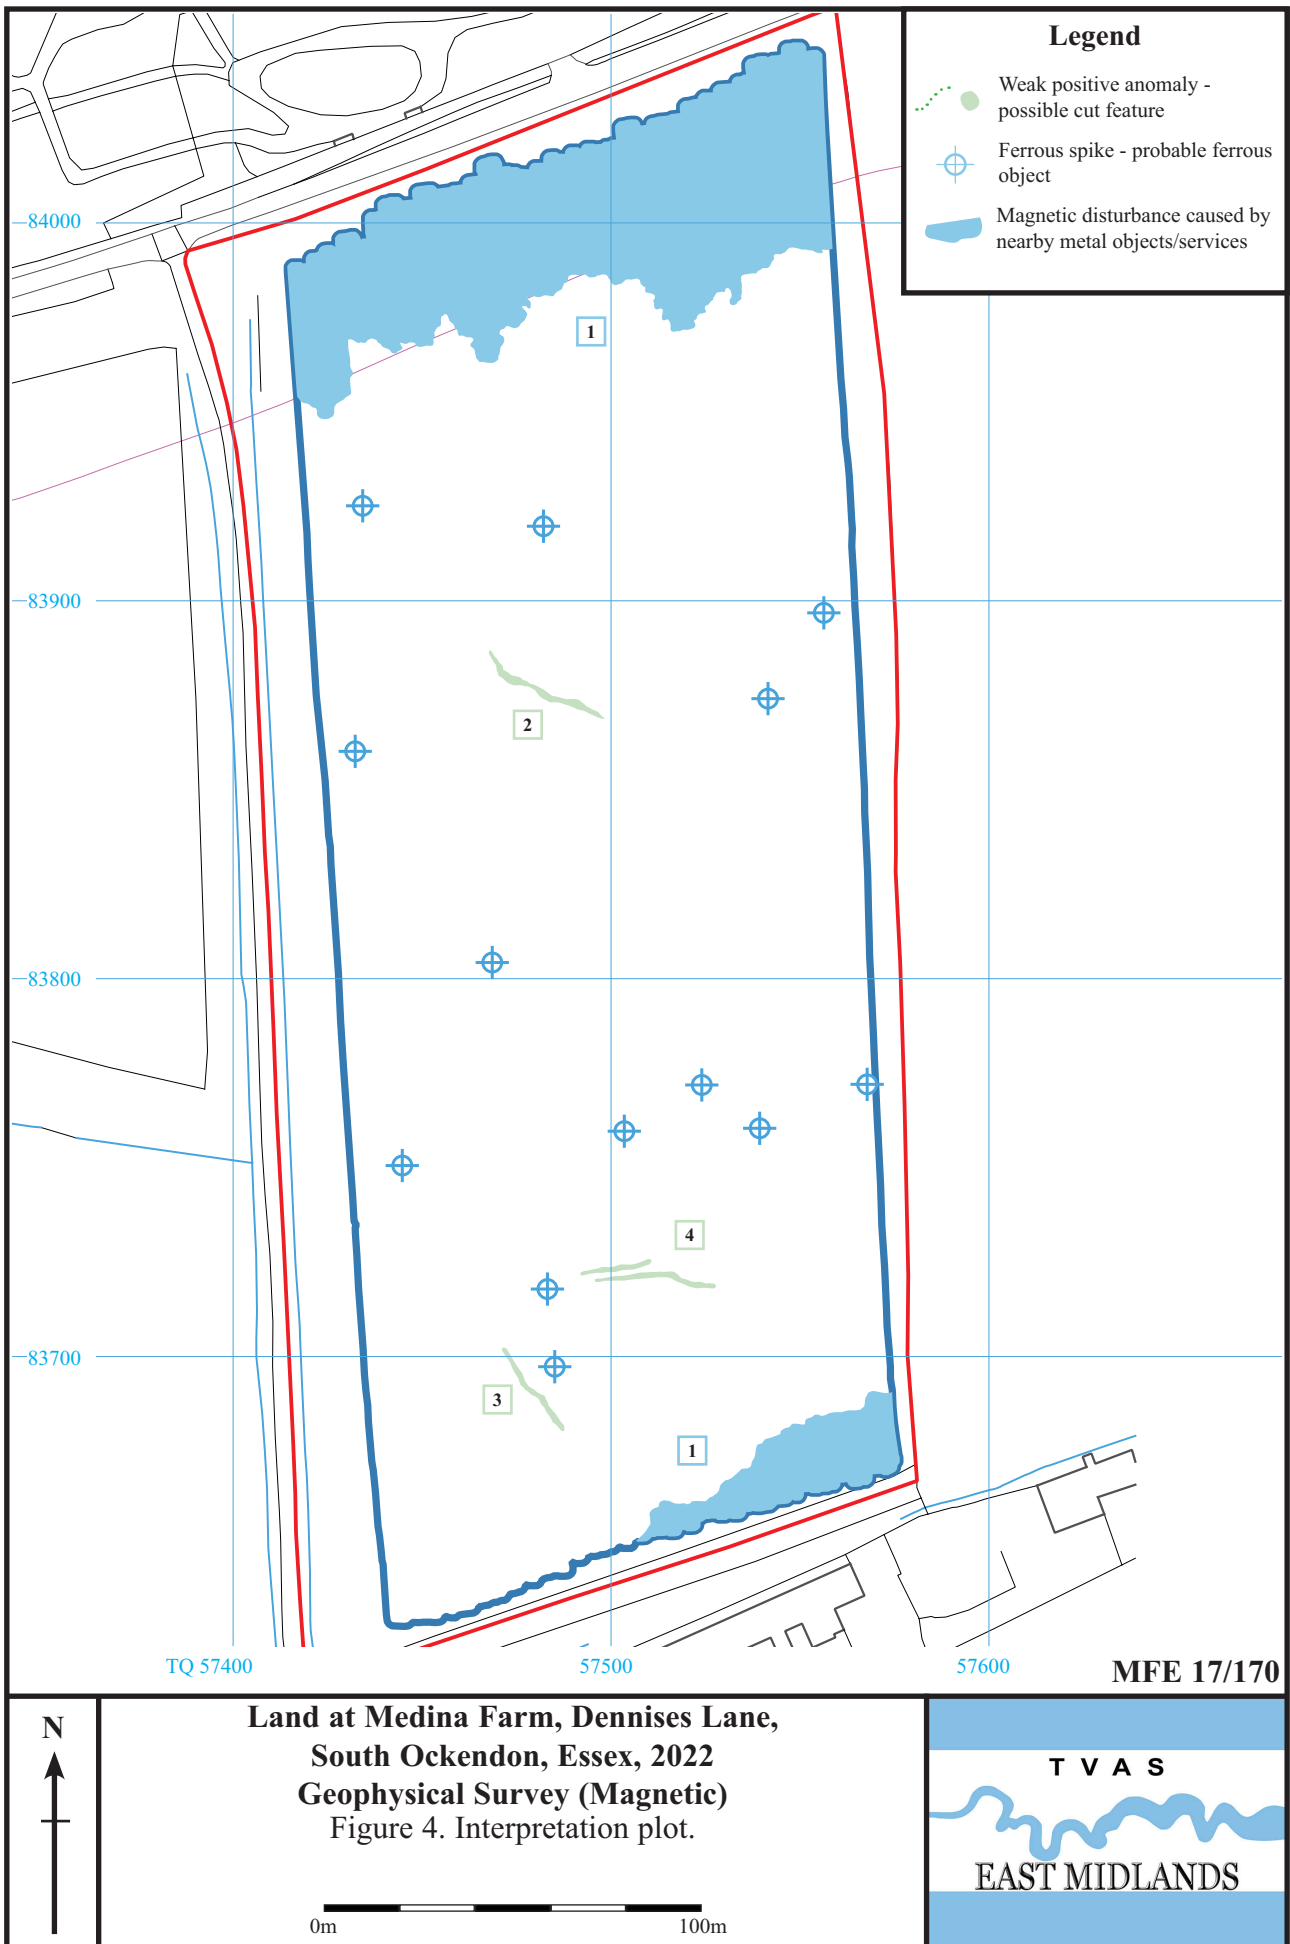 Legend
Weak positive anomaly -
possible cut feature
Ferrous spike - probable ferrous
object
Magnetic disturbance caused by
nearby metal objects/services
84000
1
83900
2
83800
4
83700
3
1
TQ 57400
57500
57600
MFE 17/170
N
Land at Medina Farm, Dennises Lane,
South Ockendon, Essex, 2022
Geophysical Survey (Magnetic)
Figure 4. Interpretation plot.
0m
100m
TVAS
EAST MIDLANDS